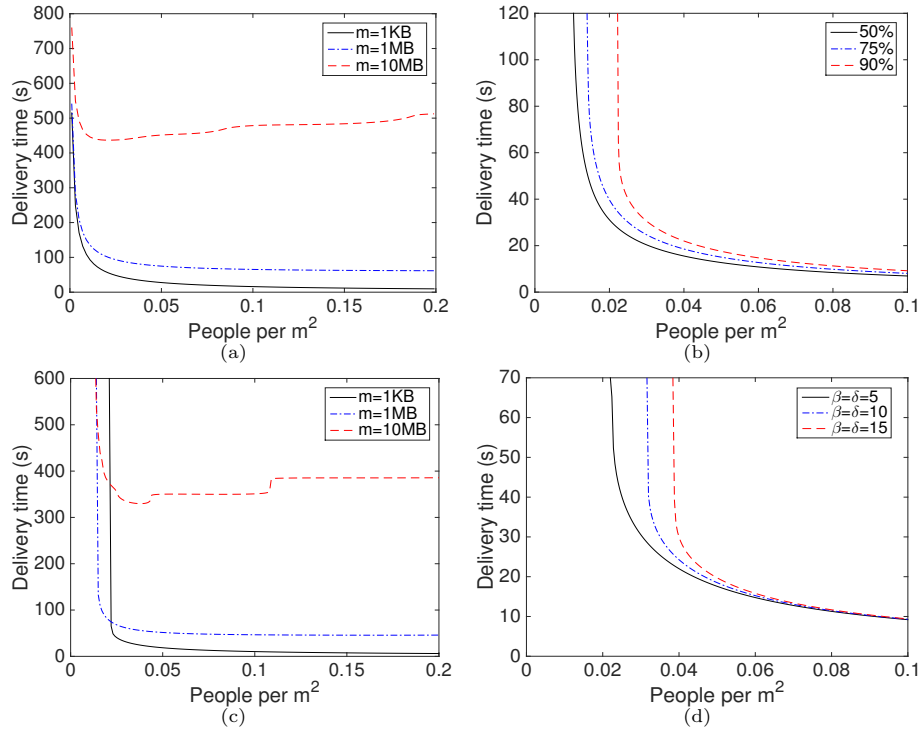 800
700
600
500
400
300
200
100
0
Delivery time (s)
0
0.05
0.1
0.15
0.2
People per m²
m=1KB
m=1MB
m=10MB
(a)
120
100
80
60
40
20
0
Delivery time (s)
0
0.02
0.04
0.06
0.08
0.1
People per m²
50%
75%
90%
(b)
600
500
400
300
200
100
0
Delivery time (s)
0
0.05
0.1
0.15
0.2
People per m²
m=1KB
m=1MB
m=10MB
(c)
70
60
50
40
30
20
10
0
Delivery time (s)
0
0.02
0.04
0.06
0.08
0.1
People per m²
β=δ=5
β=δ=10
β=δ=15
(d)